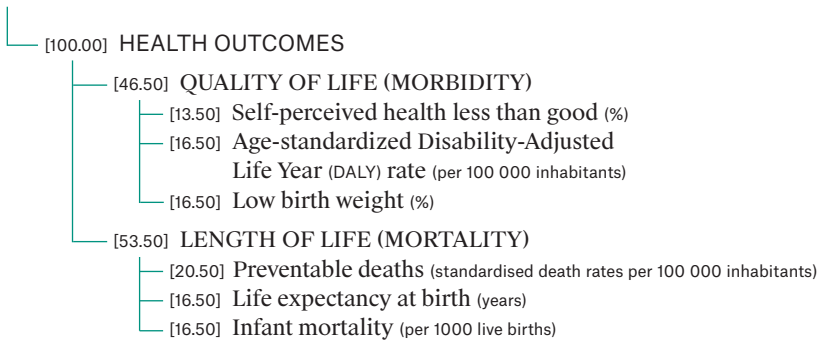 [100.00] HEALTH OUTCOMES
[46.50] QUALITY OF LIFE (MORBIDITY)
[13.50] Self-perceived health less than good (%)
[16.50] Age-standardized Disability-Adjusted
Life Year (DALY) rate (per 100 000 inhabitants)
[16.50] Low birth weight (%)
[53.50] LENGTH OF LIFE (MORTALITY)
[20.50] Preventable deaths (standardised death rates per 100 000 inhabitants)
[16.50] Life expectancy at birth (years)
[16.50] Infant mortality (per 1000 live births)